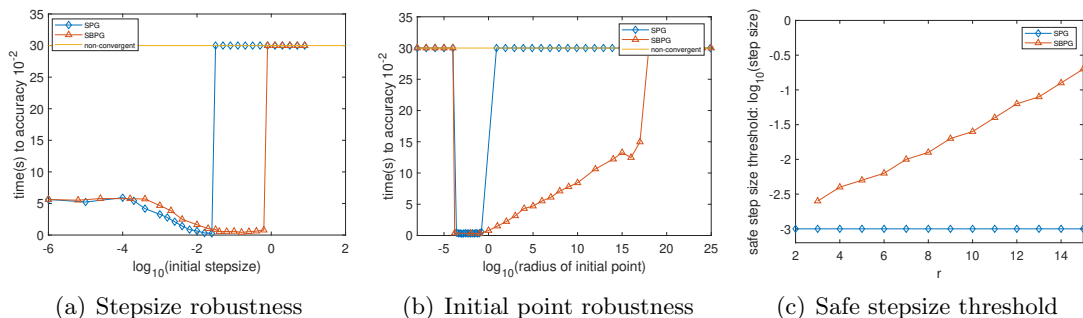 SPG
SBPG
non-convergent
35
30
25
20
15
10
5
0
time(s) to accuracy 10-2
-6
-4
-2
0
2
log10(initial stepsize)
(a) Stepsize robustness
SPG
SBPG
non-convergent
35
30
25
20
15
10
5
0
time(s) to accuracy 10-2
-5
0
5
10
15
20
25
log10(radius of initial point)
(b) Initial point robustness
SPG
SBPG
-0
-0.5
-1
-1.5
-2
-2.5
-3
safe step size threshold: log10(step size)
2
4
6
8
10
12
14
r
(c) Safe stepsize threshold